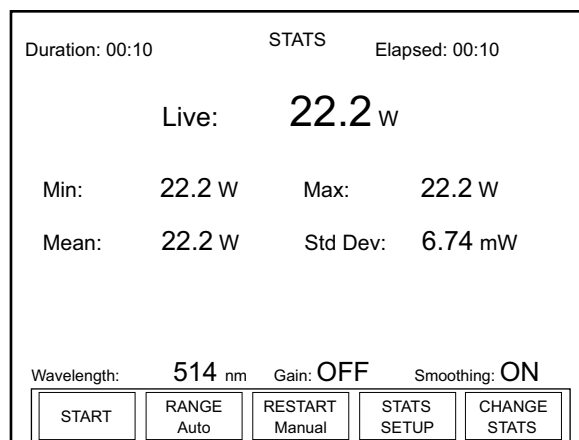 STATS
Duration: 00:10 Elapsed: 00:10
Live: 22.2 W
Min: 22.2 W Max: 22.2 W
Mean: 22.2 W Std Dev: 6.74 mW
Wavelength: 514 nm Gain: OFF Smoothing: ON
START RANGE RESTART STATS CHANGE
Auto Manual SETUP STATS